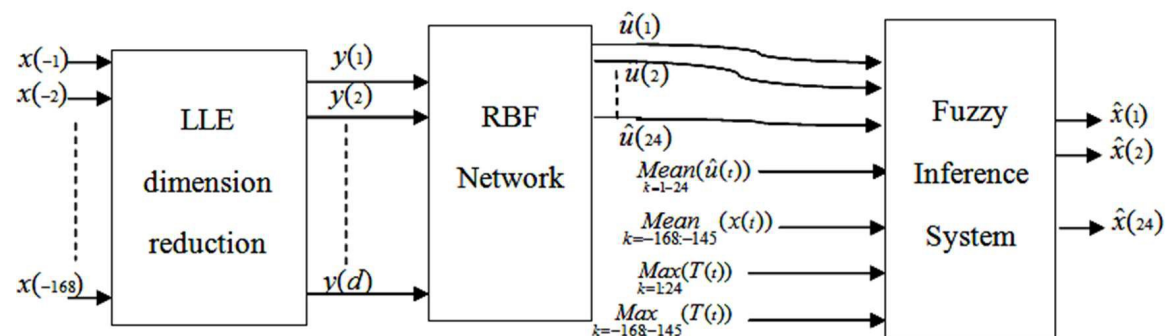 x(-1)
x(-2)
x(-168)
LLE
dimension
reduction
y(1)
y(2)
y(d)
RBF
Network
û(1)
û(2)
û(24)
Mean(û(t))
k=1-24
Mean (x(t))
k=-168:-145
Max(T(t))
k=1:24
Max (T(t))
k=-168:-145
Fuzzy
Inference
System
x̂(1)
x̂(2)
x̂(24)